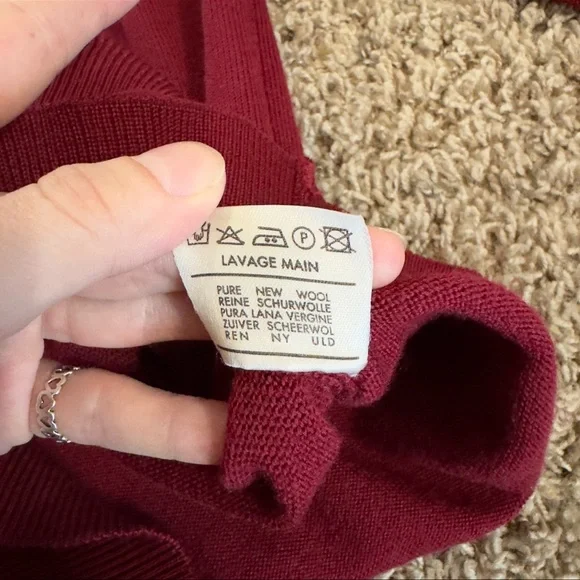 P
LAVAGE MAIN
PURE NEW WOOL
REINE SCHURWOLLE
PURA LANA VERGINE
ZUIVER SCHEERWOL
REN NY ULD